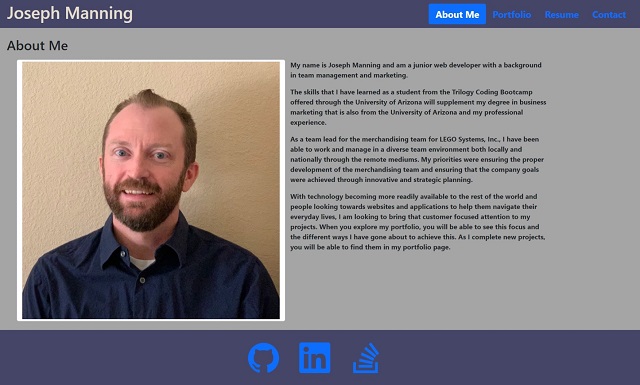 Joseph Manning
About Me
Portfolio
Resume
Contact
About Me
My name is Joseph Manning and am a junior web developer with a background
in team management and marketing.
The skills that I have learned as a student from the Trilogy Coding Bootcamp
offered through the University of Arizona will supplement my degree in business
marketing that is also from the University of Arizona and my professional
experience.
As a team lead for the merchandising team for LEGO Systems, Inc., I have been
able to work and manage in a diverse team environment both locally and
nationally through the remote mediums. My priorities were ensuring the proper
development of the merchandising team and ensuring that the company goals
were achieved through innovative and strategic planning.
With technology becoming more readily available to the rest of the world and
people looking towards websites and applications to help them navigate their
everyday lives, I am looking to bring that customer focused attention to my
projects. When you explore my portfolio, you will be able to see this focus and
the different ways I have gone about to achieve this. As I complete new projects,
you will be able to find them in my portfolio page.
in